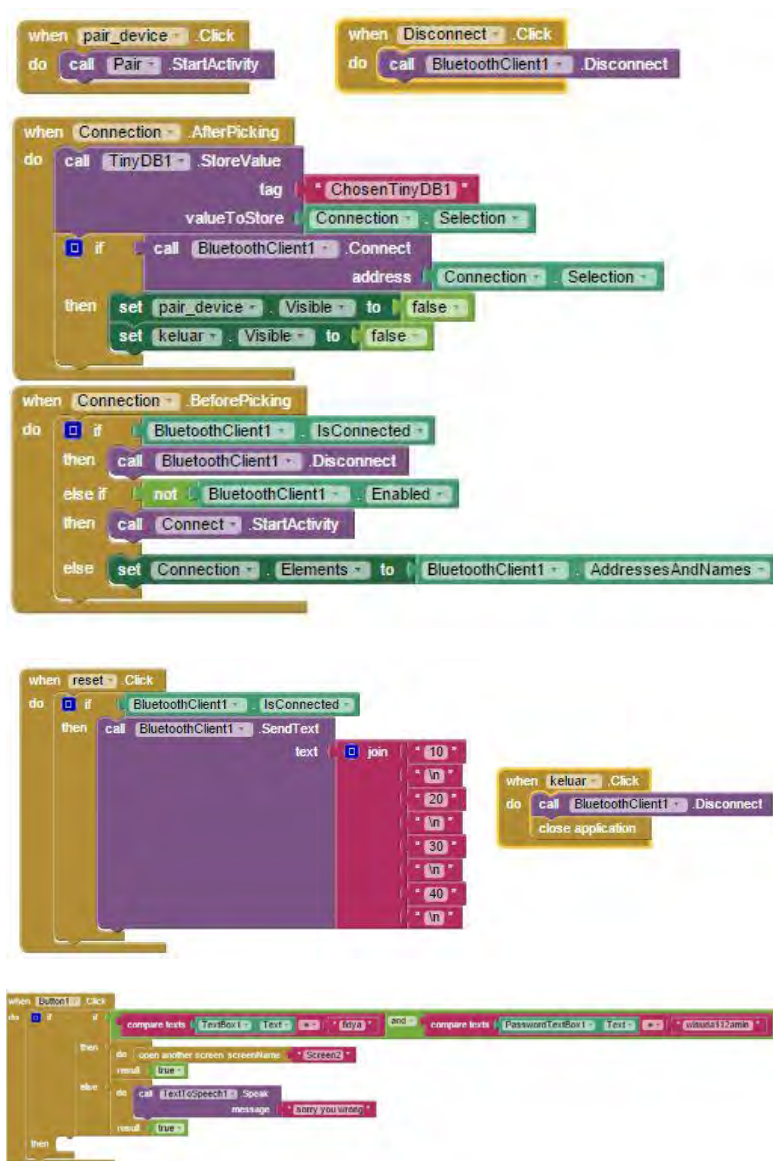 when pair_device .Click
do call Pair .StartActivity
when Disconnect .Click
do call BluetoothClient1 .Disconnect
when Connection .AfterPicking
do call TinyDB1 .StoreValue
tag " ChosenTinyDB1 "
valueToStore Connection . Selection
if call BluetoothClient1 .Connect
address Connection . Selection
then set pair_device . Visible to false
set keluar . Visible to false
when Connection .BeforePicking
do if BluetoothClient1 . IsConnected
then call BluetoothClient1 .Disconnect
else if not BluetoothClient1 . Enabled
then call Connect .StartActivity
else set Connection . Elements to BluetoothClient1 . AddressesAndNames
when reset .Click
do if BluetoothClient1 . IsConnected
then call BluetoothClient1 .SendText
text join " 10 "
" \n "
" 20 "
" \n "
" 30 "
" \n "
" 40 "
" \n "
when keluar .Click
do call BluetoothClient1 .Disconnect
close application
when Button1 .Click
do if if compare texts TextBox1 . Text = " fidya " and compare texts PasswordTextBox1 . Text = "
then do open another screen screenName " Screen2 "
result true
else do call TextToSpeech1 .Speak
message " sorry you wrong "
result true
then